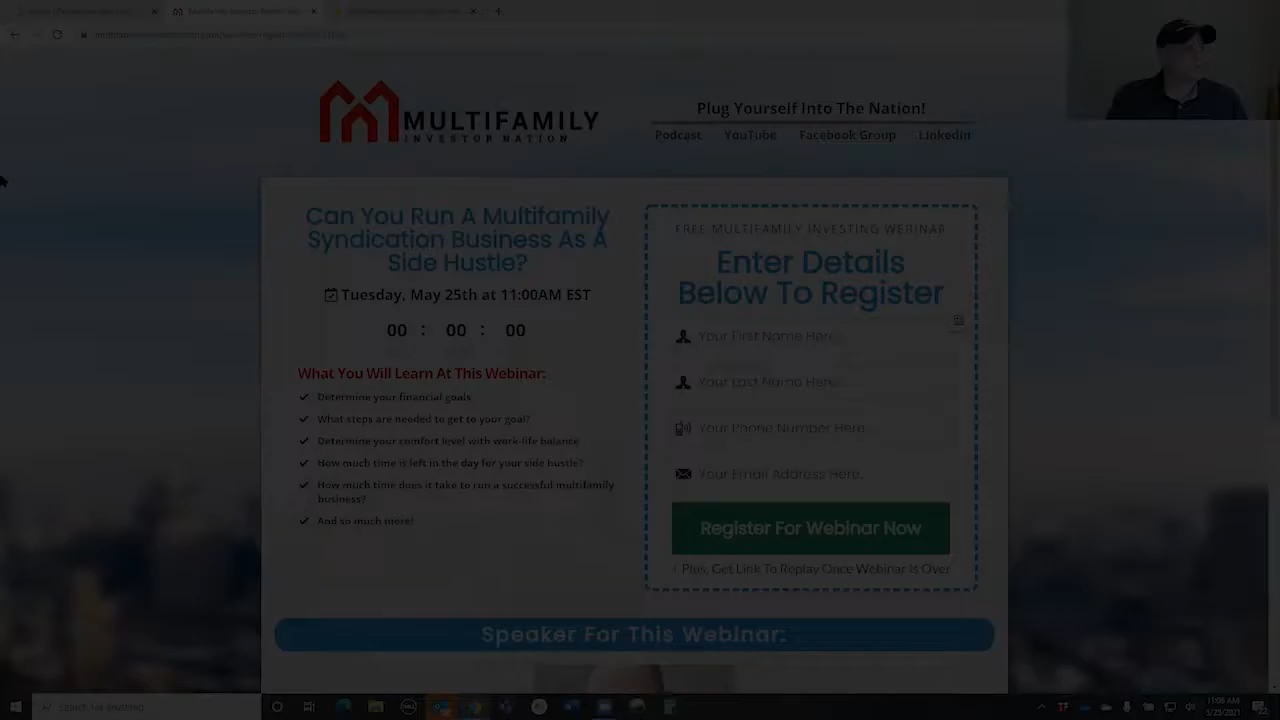 MULTIFAMILY
INVESTOR NATION
Plug Yourself Into The Nation!
Podcast YouTube Facebook Group Linkedin
Can You Run A Multifamily
Syndication Business As A
Side Hustle?
Tuesday, May 25th at 11:00AM EST
00 : 00 : 00
What You Will Learn At This Webinar:
Determine your financial goals
What steps are needed to get to your goal?
Determine your comfort level with work-life balance
How much time is left in the day for your side hustle?
How much time does it take to run a successful multifamily
business?
And so much more!
FREE MULTIFAMILY INVESTING WEBINAR
Enter Details
Below To Register
Your First Name Here...
Your Last Name Here...
Your Phone Number Here...
Your Email Address Here...
Register For Webinar Now
+ Plus, Get Link To Replay Once Webinar Is Over
Speaker For This Webinar:
11:06 AM
5/25/2021